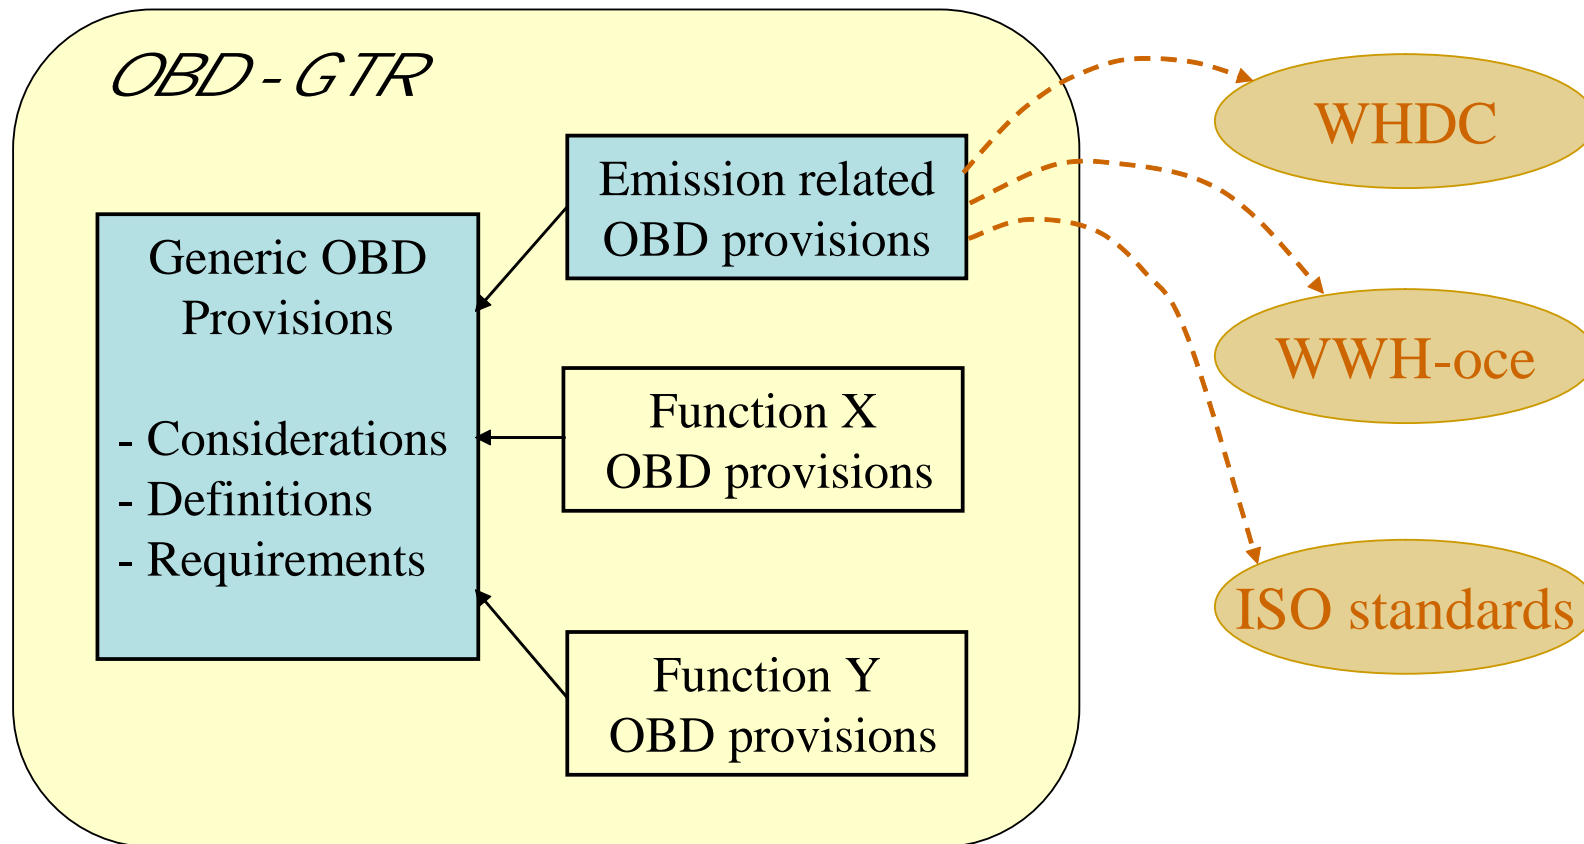 OBD - GTR
Generic OBD
Provisions
- Considerations
- Definitions
- Requirements
Emission related
OBD provisions
Function X
OBD provisions
Function Y
OBD provisions
WHDC
WWH-oce
ISO standards